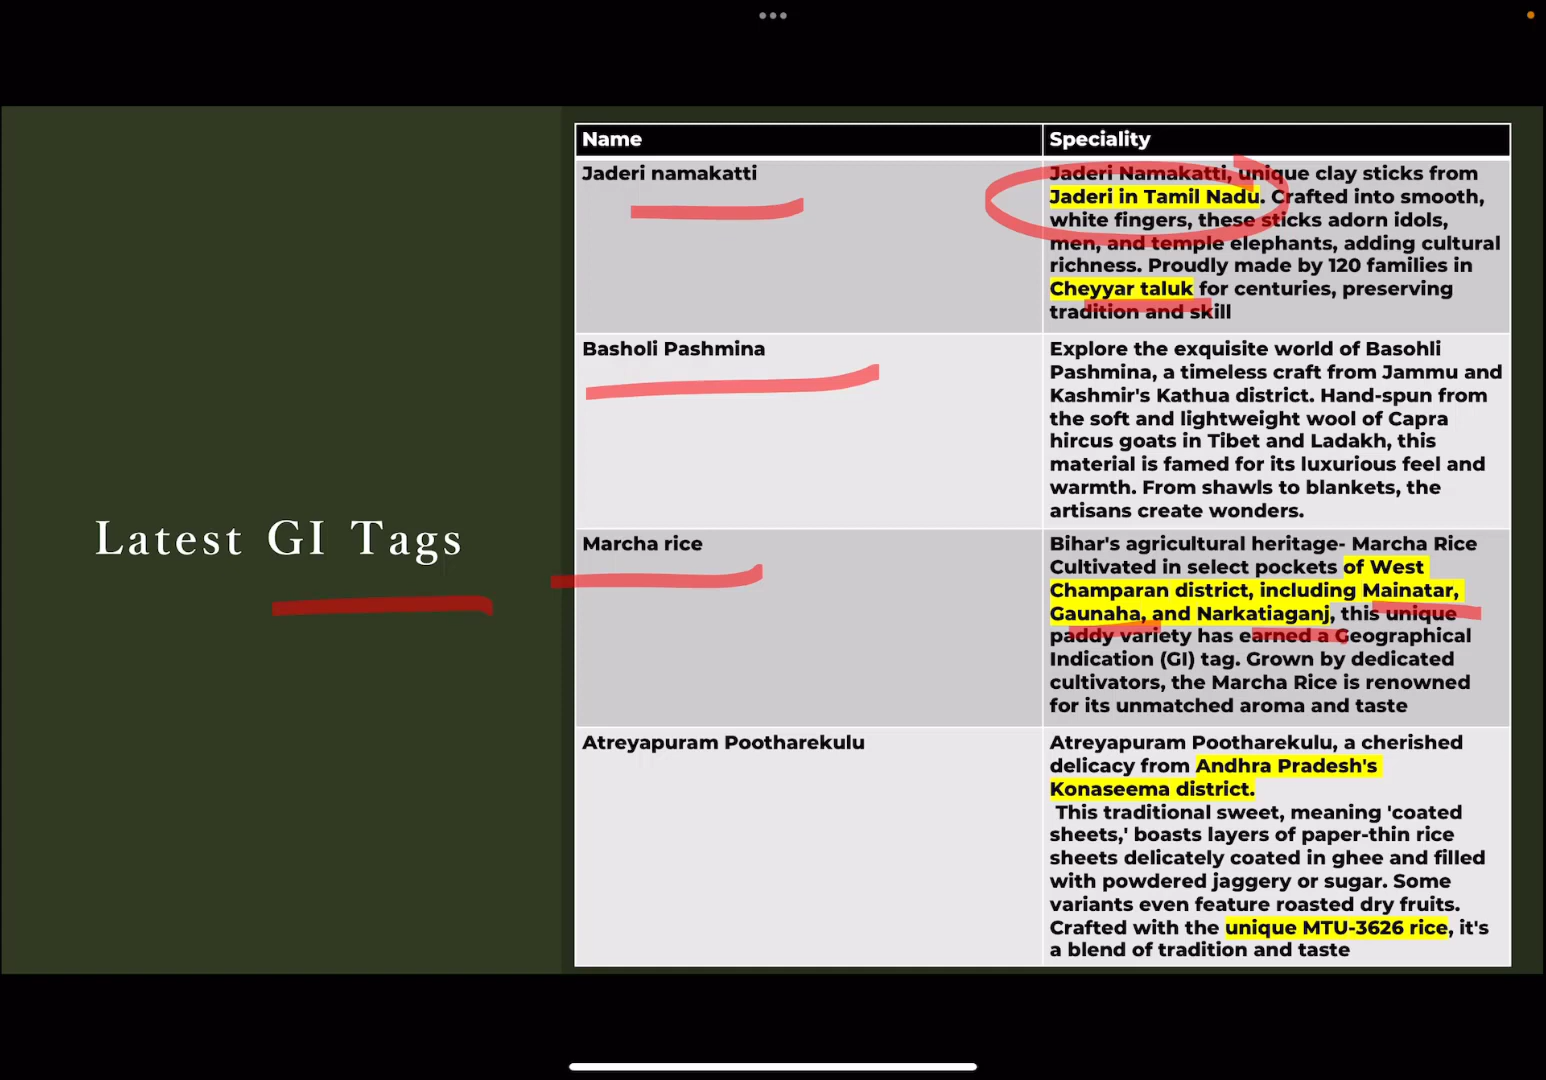 Latest GI Tags
Name
Speciality
Jaderi namakatti
Jaderi Namakatti, unique clay sticks from
Jaderi in Tamil Nadu. Crafted into smooth,
white fingers, these sticks adorn idols,
men, and temple elephants, adding cultural
richness. Proudly made by 120 families in
Cheyyar taluk for centuries, preserving
tradition and skill
Basholi Pashmina
Explore the exquisite world of Basohli
Pashmina, a timeless craft from Jammu and
Kashmir's Kathua district. Hand-spun from
the soft and lightweight wool of Capra
hircus goats in Tibet and Ladakh, this
material is famed for its luxurious feel and
warmth. From shawls to blankets, the
artisans create wonders.
Marcha rice
Bihar's agricultural heritage- Marcha Rice
Cultivated in select pockets of West
Champaran district, including Mainatar,
Gaunaha, and Narkatiaganj, this unique
paddy variety has earned a Geographical
Indication (GI) tag. Grown by dedicated
cultivators, the Marcha Rice is renowned
for its unmatched aroma and taste
Atreyapuram Pootharekulu
Atreyapuram Pootharekulu, a cherished
delicacy from Andhra Pradesh's
Konaseema district.
This traditional sweet, meaning 'coated
sheets,' boasts layers of paper-thin rice
sheets delicately coated in ghee and filled
with powdered jaggery or sugar. Some
variants even feature roasted dry fruits.
Crafted with the unique MTU-3626 rice, it's
a blend of tradition and taste